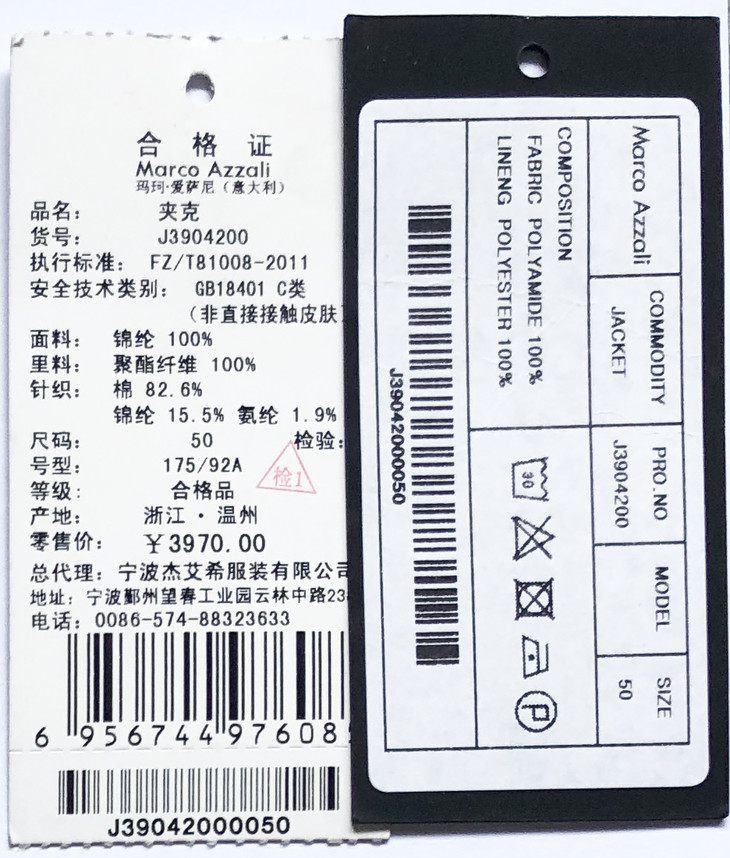 合格证
Marco Azzali
玛珂·爱萨尼（意大利）
品名： 夹克
货号： J3904200
执行标准： FZ/T81008-2011
安全技术类别： GB18401 C类
（非直接接触皮肤
面料： 锦纶 100%
里料： 聚酯纤维 100%
针织： 棉 82.6%
锦纶 15.5% 氨纶 1.9%
尺码： 50 检验：
号型： 175/92A
检1
等级： 合格品
产地： 浙江·温州
零售价： ￥3970.00
总代理：宁波杰艾希服装有限公司
地址：宁波鄞州望春工业园云林中路23
电话：0086-574-88323633
6 956744 97608
J39042000050
Marco Azzali
COMMODITY
JACKET
PRO.NO
J3904200
MODEL
SIZE
50
COMPOSITION
FABRIC POLYAMIDE 100%
LINENG POLYESTER 100%
30
P
J39042000050